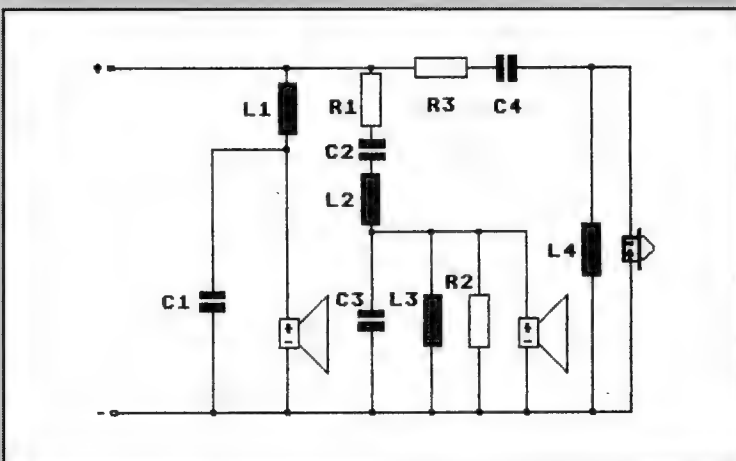 +
L1
R1
R3
C4
C2
L2
L4
C1
C3
L3
R2
+
-
+
-
-